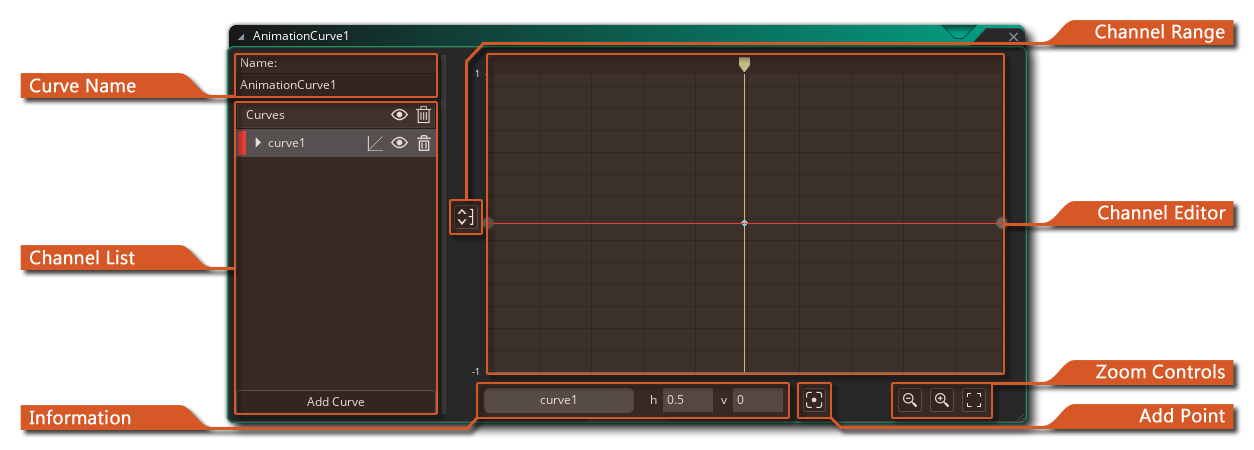 AnimationCurve1
Channel Range
Name:
AnimationCurve1
Curve Name
1
Curves
curve1
Channel Editor
Channel List
-1
Zoom Controls
Add Curve
curve1 h 0.5 v 0
Information
Add Point